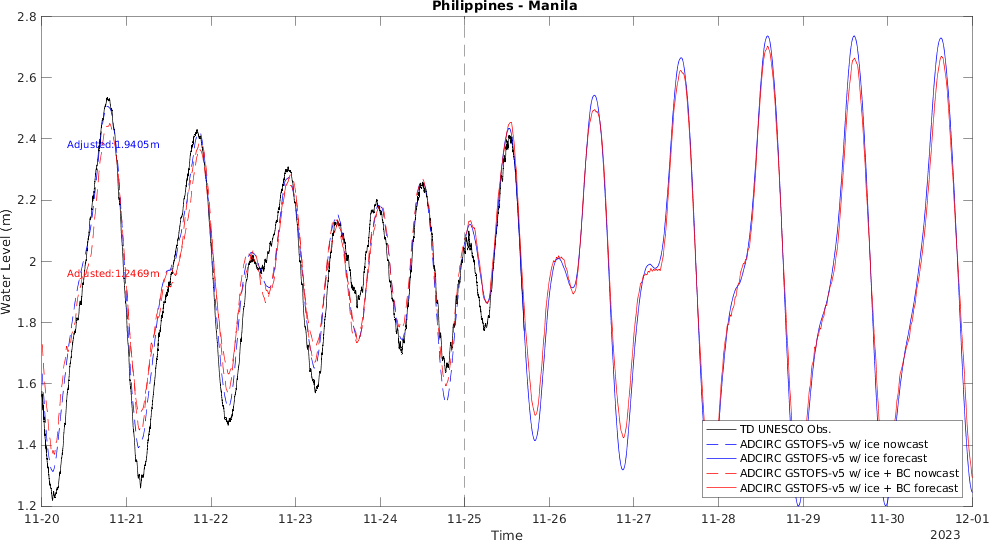 Philippines - Manila
2.8
2.6
2.4
2.2
2
1.8
1.6
1.4
1.2
Water Level (m)
Adjusted:1.9405m
Adjusted:1.2469m
TD UNESCO Obs.
ADCIRC GSTOFS-v5 w/ ice nowcast
ADCIRC GSTOFS-v5 w/ ice forecast
ADCIRC GSTOFS-v5 w/ ice + BC nowcast
ADCIRC GSTOFS-v5 w/ ice + BC forecast
11-20 11-21 11-22 11-23 11-24 11-25 11-26 11-27 11-28 11-29 11-30 12-01
Time
2023